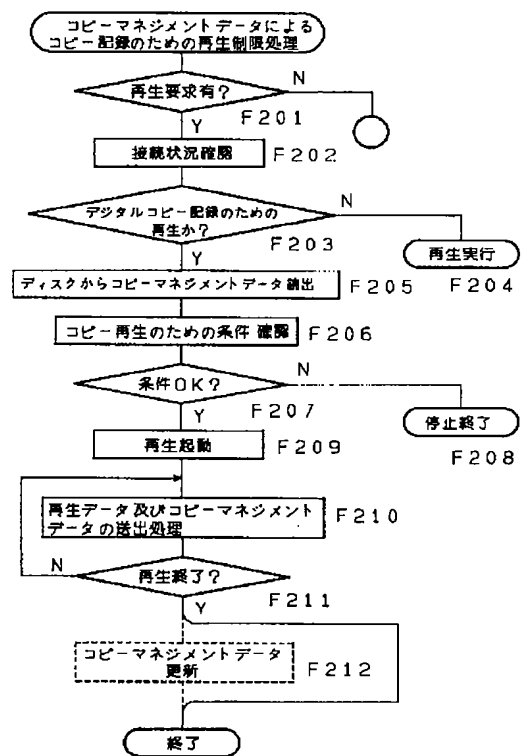 コピーマネジメントデータによる
コピー記録のための再生制限処理
再生要求有?
N
Y
F201
接続状況確認
F202
デジタルコピー記録のための
再生か?
N
Y
F203
再生実行
F204
ディスクからコピーマネジメントデータ抽出
F205
コピー再生のための条件確認
F206
条件OK?
N
Y
F207
停止終了
F208
再生起動
F209
再生データ及びコピーマネジメント
データの送出処理
F210
N
再生終了?
Y
F211
コピーマネジメントデータ
更新
F212
終了